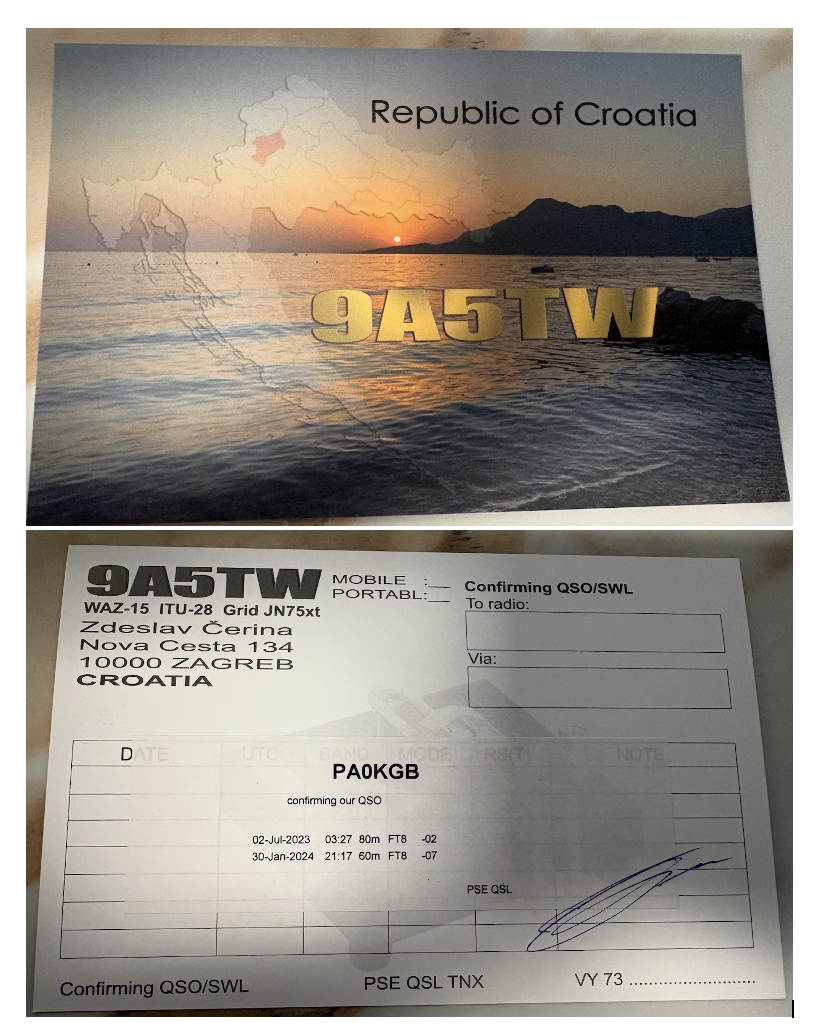 Republic of Croatia
9A5TW
9A5TW
WAZ-15 ITU-28 Grid JN75xt
Zdeslav Čerina
Nova Cesta 134
10000 ZAGREB
CROATIA
MOBILE :__
PORTABL:__
Confirming QSO/SWL
To radio:
Via:
DATE UTC BAND MODE RS(T) NOTE
PA0KGB
confirming our QSO
02-Jul-2023 03:27 80m FT8 -02
30-Jan-2024 21:17 60m FT8 -07
PSE QSL
Confirming QSO/SWL PSE QSL TNX VY 73 ..........................